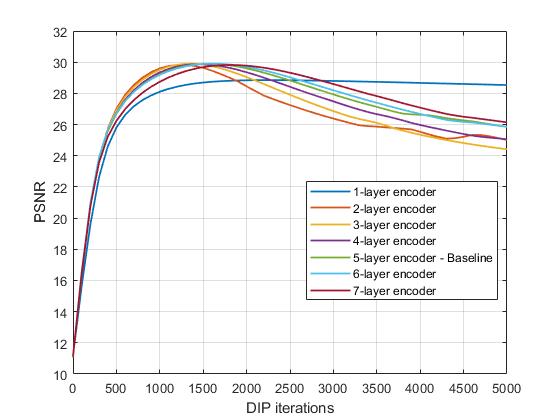 32
30
28
26
24
22
20
18
16
14
12
10
PSNR
0 500 1000 1500 2000 2500 3000 3500 4000 4500 5000
DIP iterations
1-layer encoder
2-layer encoder
3-layer encoder
4-layer encoder
5-layer encoder - Baseline
6-layer encoder
7-layer encoder